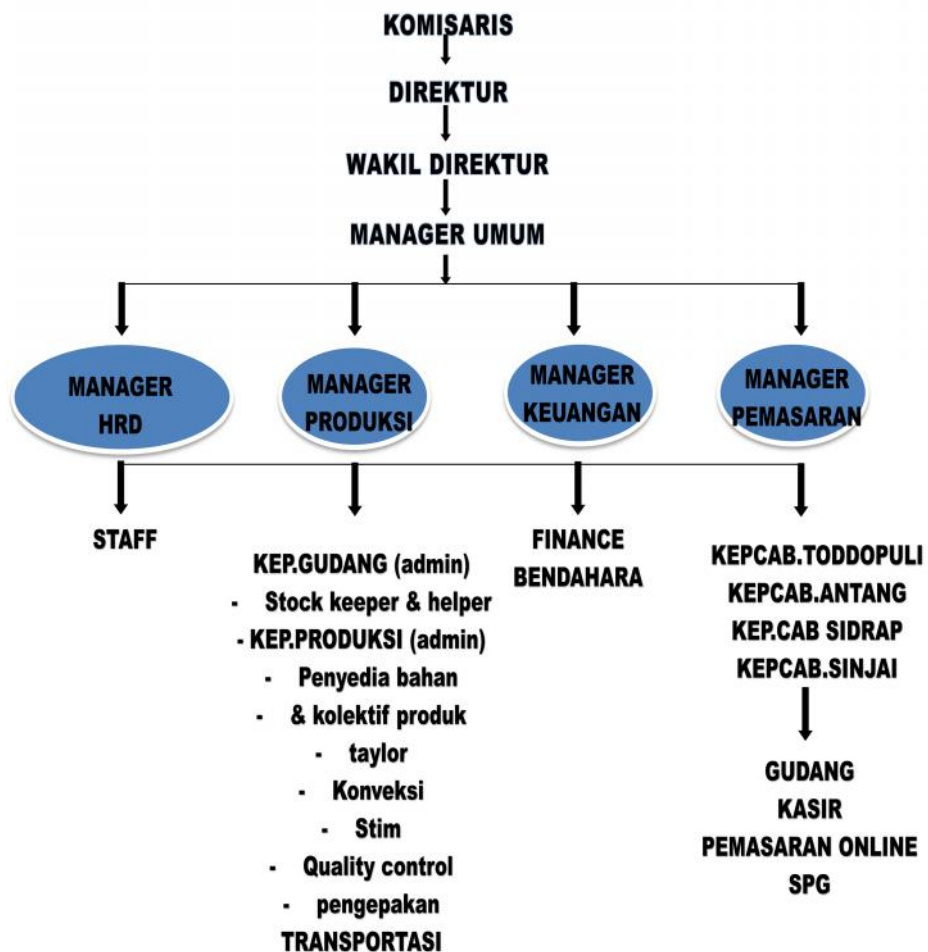 KOMISARIS
DIREKTUR
WAKIL DIREKTUR
MANAGER UMUM
MANAGER
HRD
MANAGER
PRODUKSI
MANAGER
KEUANGAN
MANAGER
PEMASARAN
STAFF
KEP.GUDANG (admin)
- Stock keeper & helper
- KEP.PRODUKSI (admin)
- Penyedia bahan
- & kolektif produk
- taylor
- Konveksi
- Stim
- Quality control
- pengepakan
TRANSPORTASI
FINANCE
BENDAHARA
KEPCAB.TODDOPULI
KEPCAB.ANTANG
KEP.CAB SIDRAP
KEPCAB.SINJAI
GUDANG
KASIR
PEMASARAN ONLINE
SPG